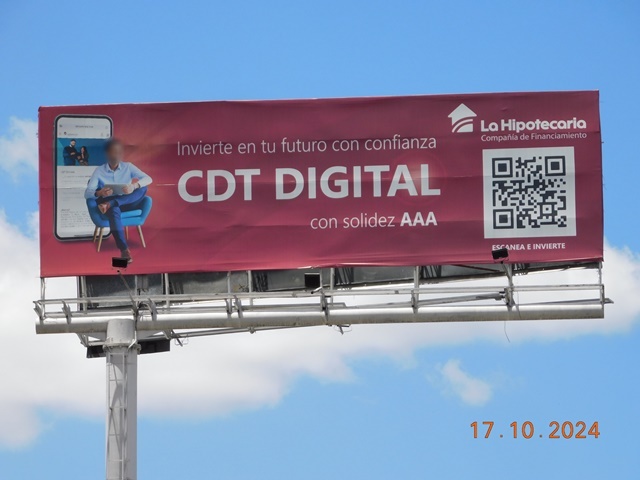 La Hipotecaria
Compañía de Financiamiento
Invierte en tu futuro con confianza
CDT DIGITAL
con solidez AAA
ESCANEA E INVIERTE
17.10.2024